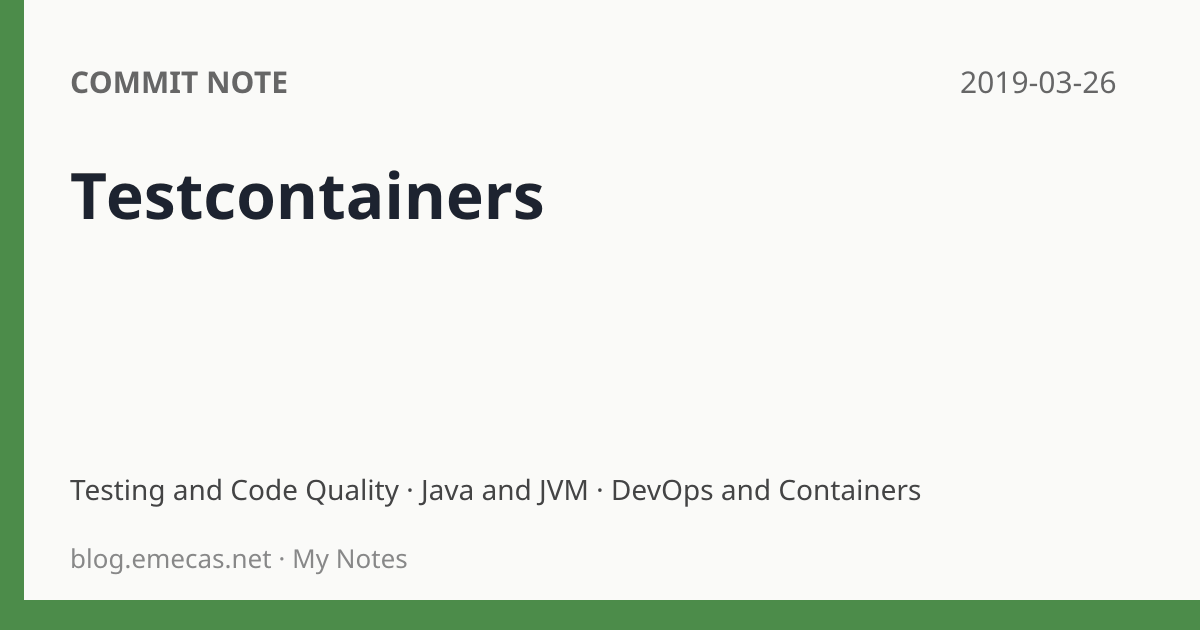 COMMIT NOTE
2019-03-26
Testcontainers
Testing and Code Quality · Java and JVM · DevOps and Containers
blog.emecas.net · My Notes